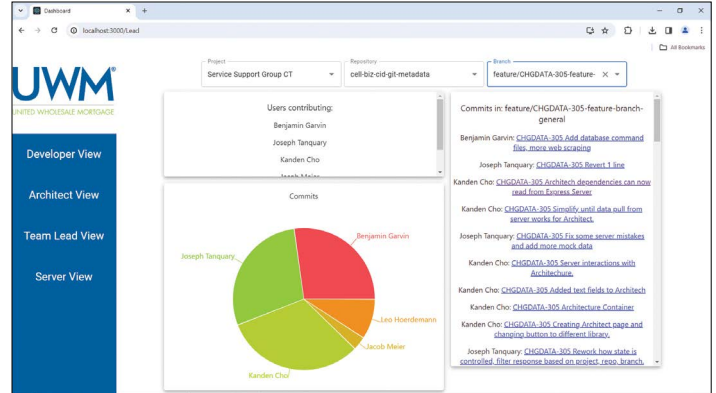 Dashboard
localhost:3000/Lead
All Bookmarks
UWM
UNITED WHOLESALE MORTGAGE
Developer View
Architect View
Team Lead View
Server View
Project
Service Support Group CT
Repository
cell-biz-cid-git-metadata
Branch
feature/CHGDATA-305-feature-
Users contributing:
Benjamin Garvin
Joseph Tanquary
Kanden Cho
Jacob Meier
Commits
Benjamin Garvin
Joseph Tanquary
Leo Hoerdemann
Jacob Meier
Kanden Cho
Commits in: feature/CHGDATA-305-feature-branch-
general
Benjamin Garvin: CHGDATA-305 Add database command
files, more web scraping
Joseph Tanquary: CHGDATA-305 Revert 1 line
Kanden Cho: CHGDATA-305 Architech dependencies can now
read from Express Server
Kanden Cho: CHGDATA-305 Simplify until data pull from
server works for Architect.
Joseph Tanquary: CHGDATA-305 Fix some server mistakes
and add more mock data
Kanden Cho: CHGDATA-305 Server interactions with
Architechure.
Kanden Cho: CHGDATA-305 Added text fields to Architech
Kanden Cho: CHGDATA-305 Architecture Container
Kanden Cho: CHGDATA-305 Creating Architect page and
changing button to different library.
Joseph Tanquary: CHGDATA-305 Rework how state is
controlled, filter response based on project, repo, branch.